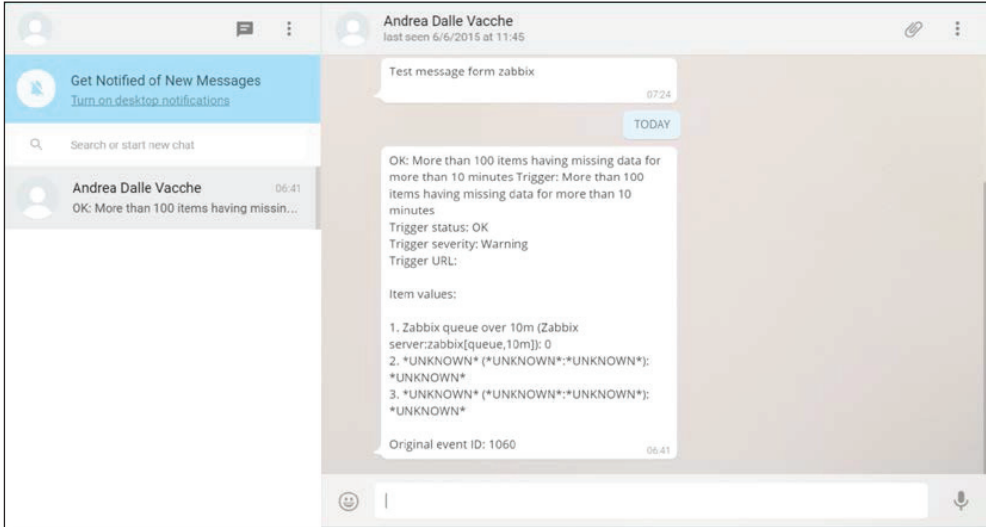 Get Notified of New Messages
Turn on desktop notifications
Search or start new chat
Andrea Dalle Vacche 06:41
OK: More than 100 items having missin...
Andrea Dalle Vacche
last seen 6/6/2015 at 11:45
Test message form zabbix
07:24
TODAY
OK: More than 100 items having missing data for
more than 10 minutes Trigger: More than 100
items having missing data for more than 10
minutes
Trigger status: OK
Trigger severity: Warning
Trigger URL:
Item values:
1. Zabbix queue over 10m (Zabbix
server:zabbix[queue,10m]): 0
2. *UNKNOWN* (*UNKNOWN*:*UNKNOWN*):
*UNKNOWN*
3. *UNKNOWN* (*UNKNOWN*:*UNKNOWN*):
*UNKNOWN*
Original event ID: 1060
06:41